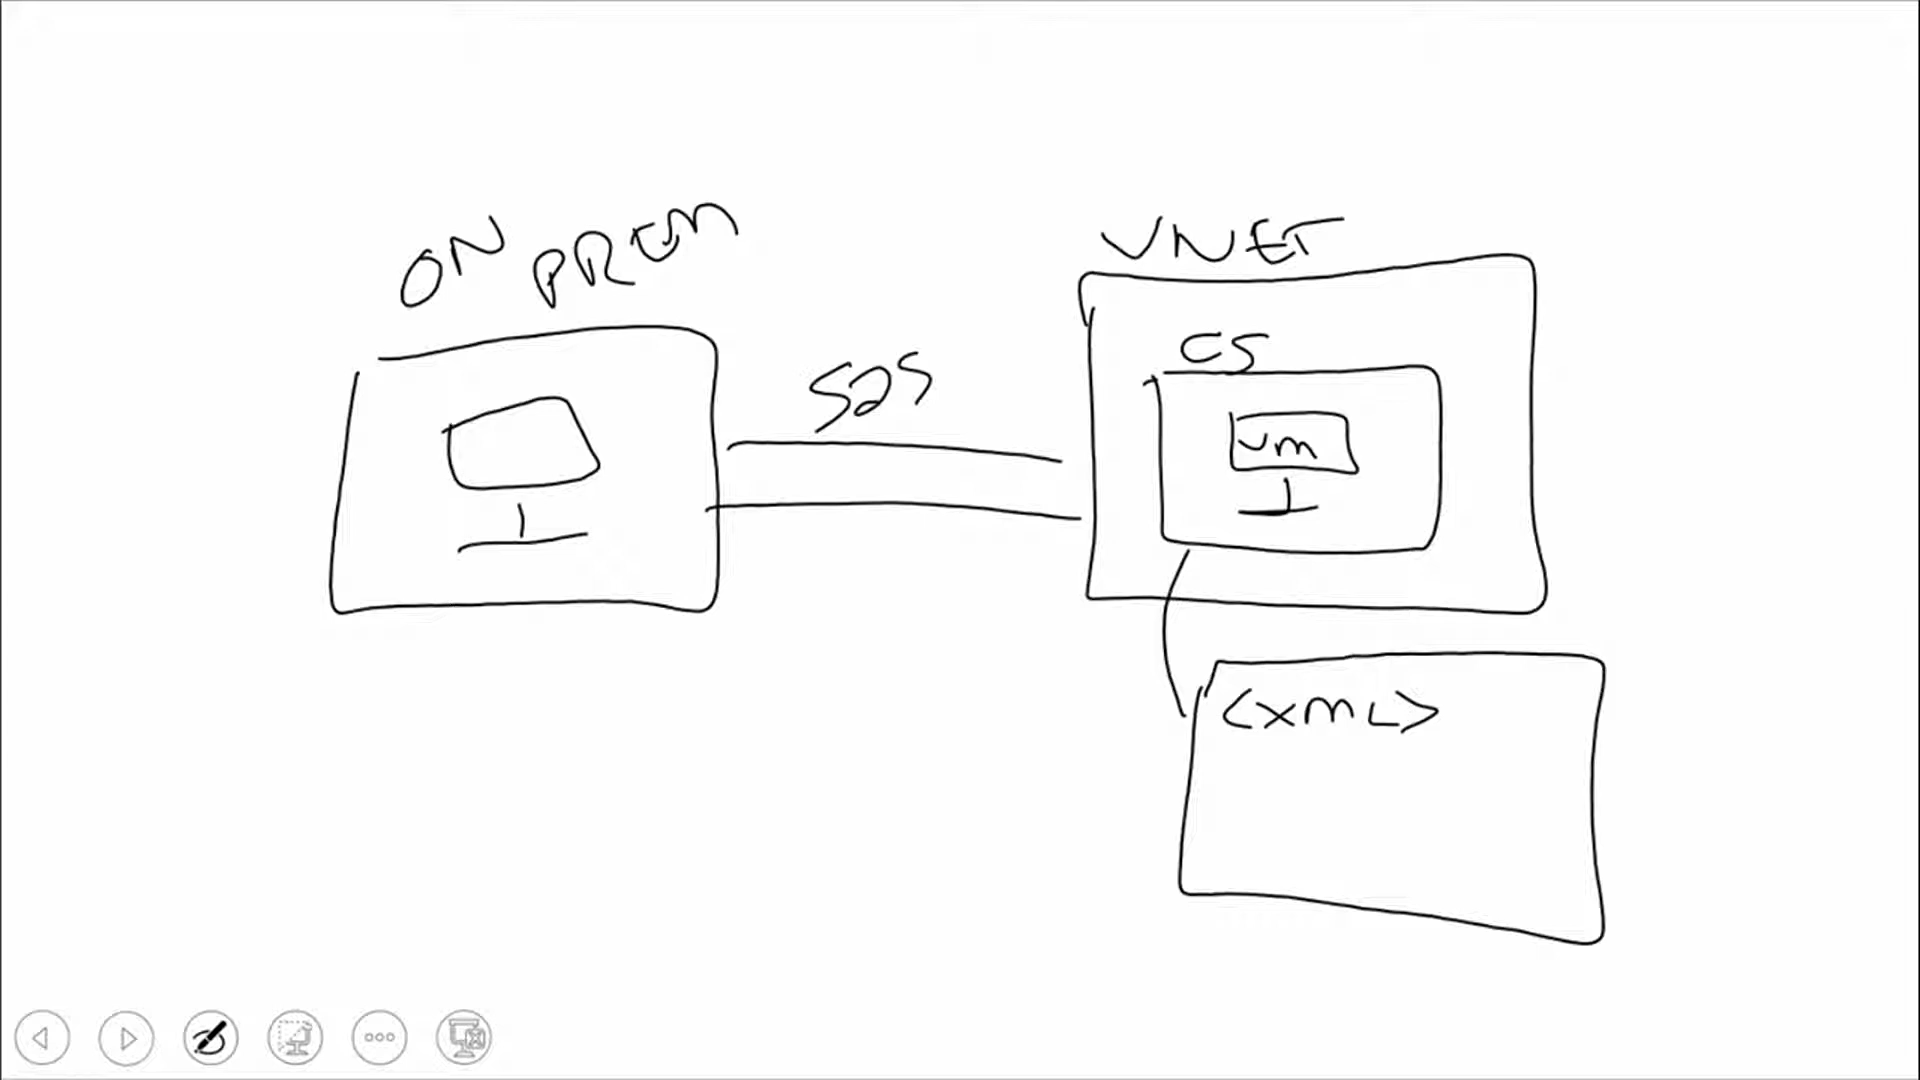 ON PREM
VNET
S2S
CS
vm
<XML>